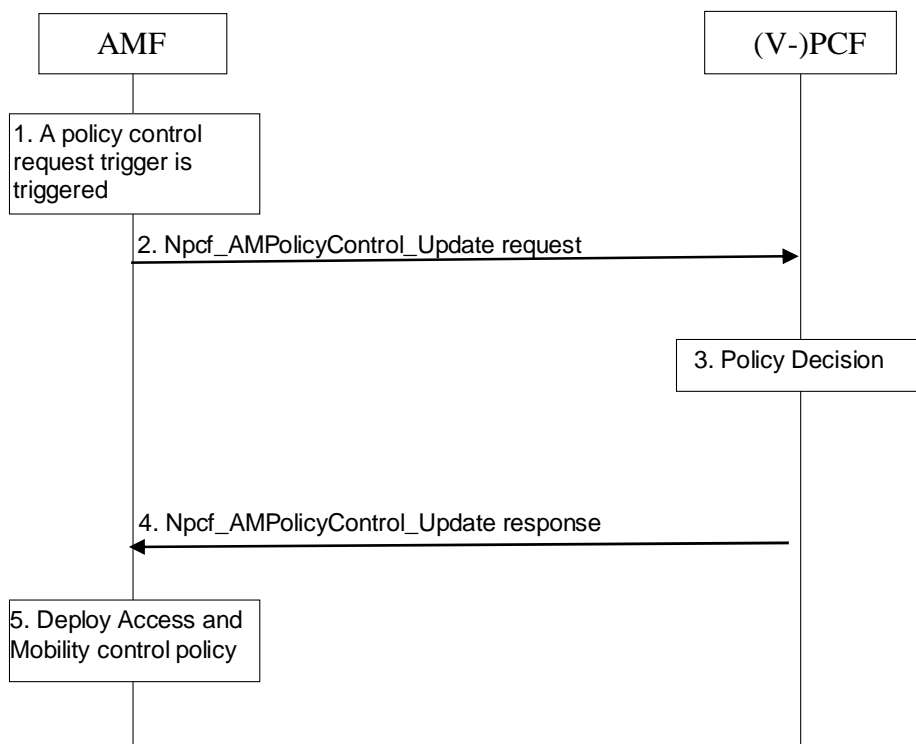 AMF
(V-)PCF
1. A policy control
request trigger is
triggered
2. Npcf_AMPolicyControl_Update request
3. Policy Decision
4. Npcf_AMPolicyControl_Update response
5. Deploy Access and
Mobility control policy